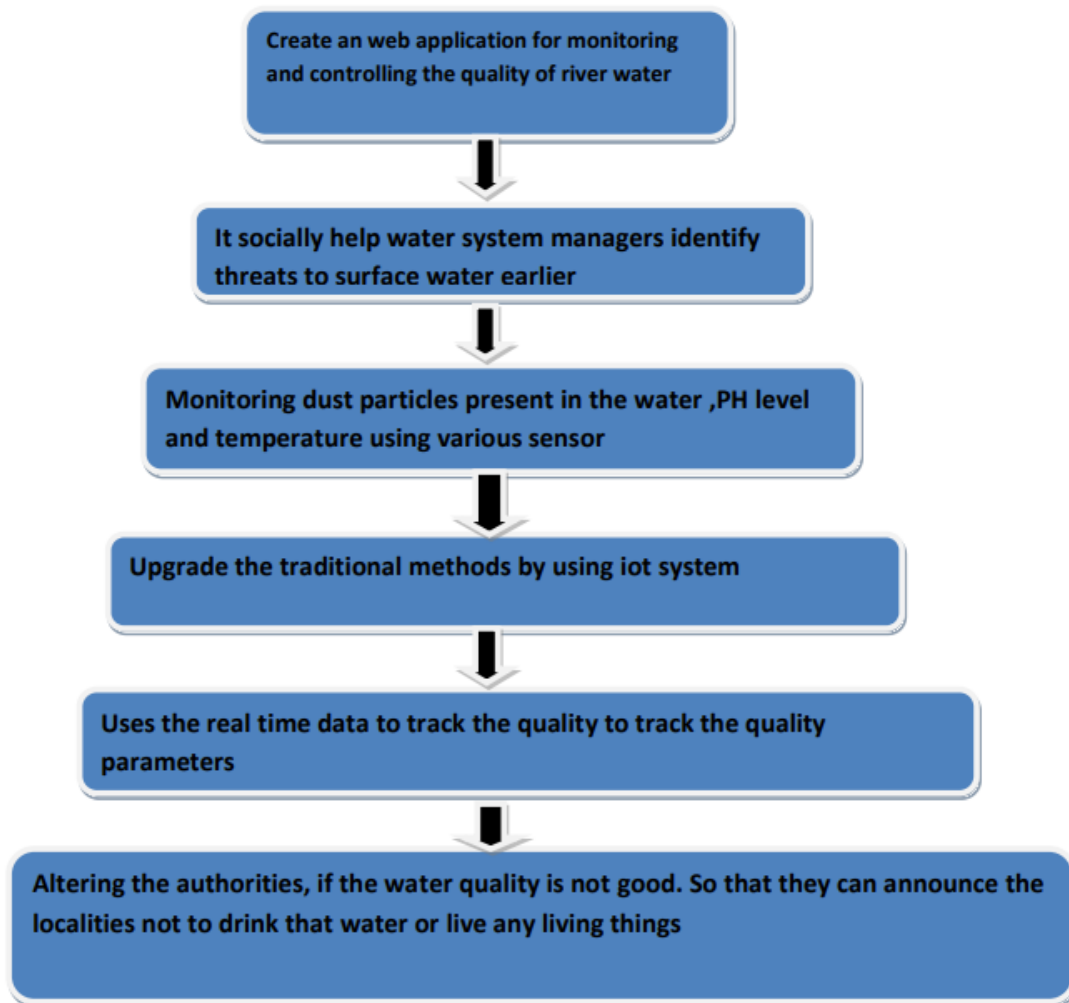 Create an web application for monitoring
and controlling the quality of river water
It socially help water system managers identify
threats to surface water earlier
Monitoring dust particles present in the water ,PH level
and temperature using various sensor
Upgrade the traditional methods by using iot system
Uses the real time data to track the quality to track the quality
parameters
Altering the authorities, if the water quality is not good. So that they can announce the
localities not to drink that water or live any living things